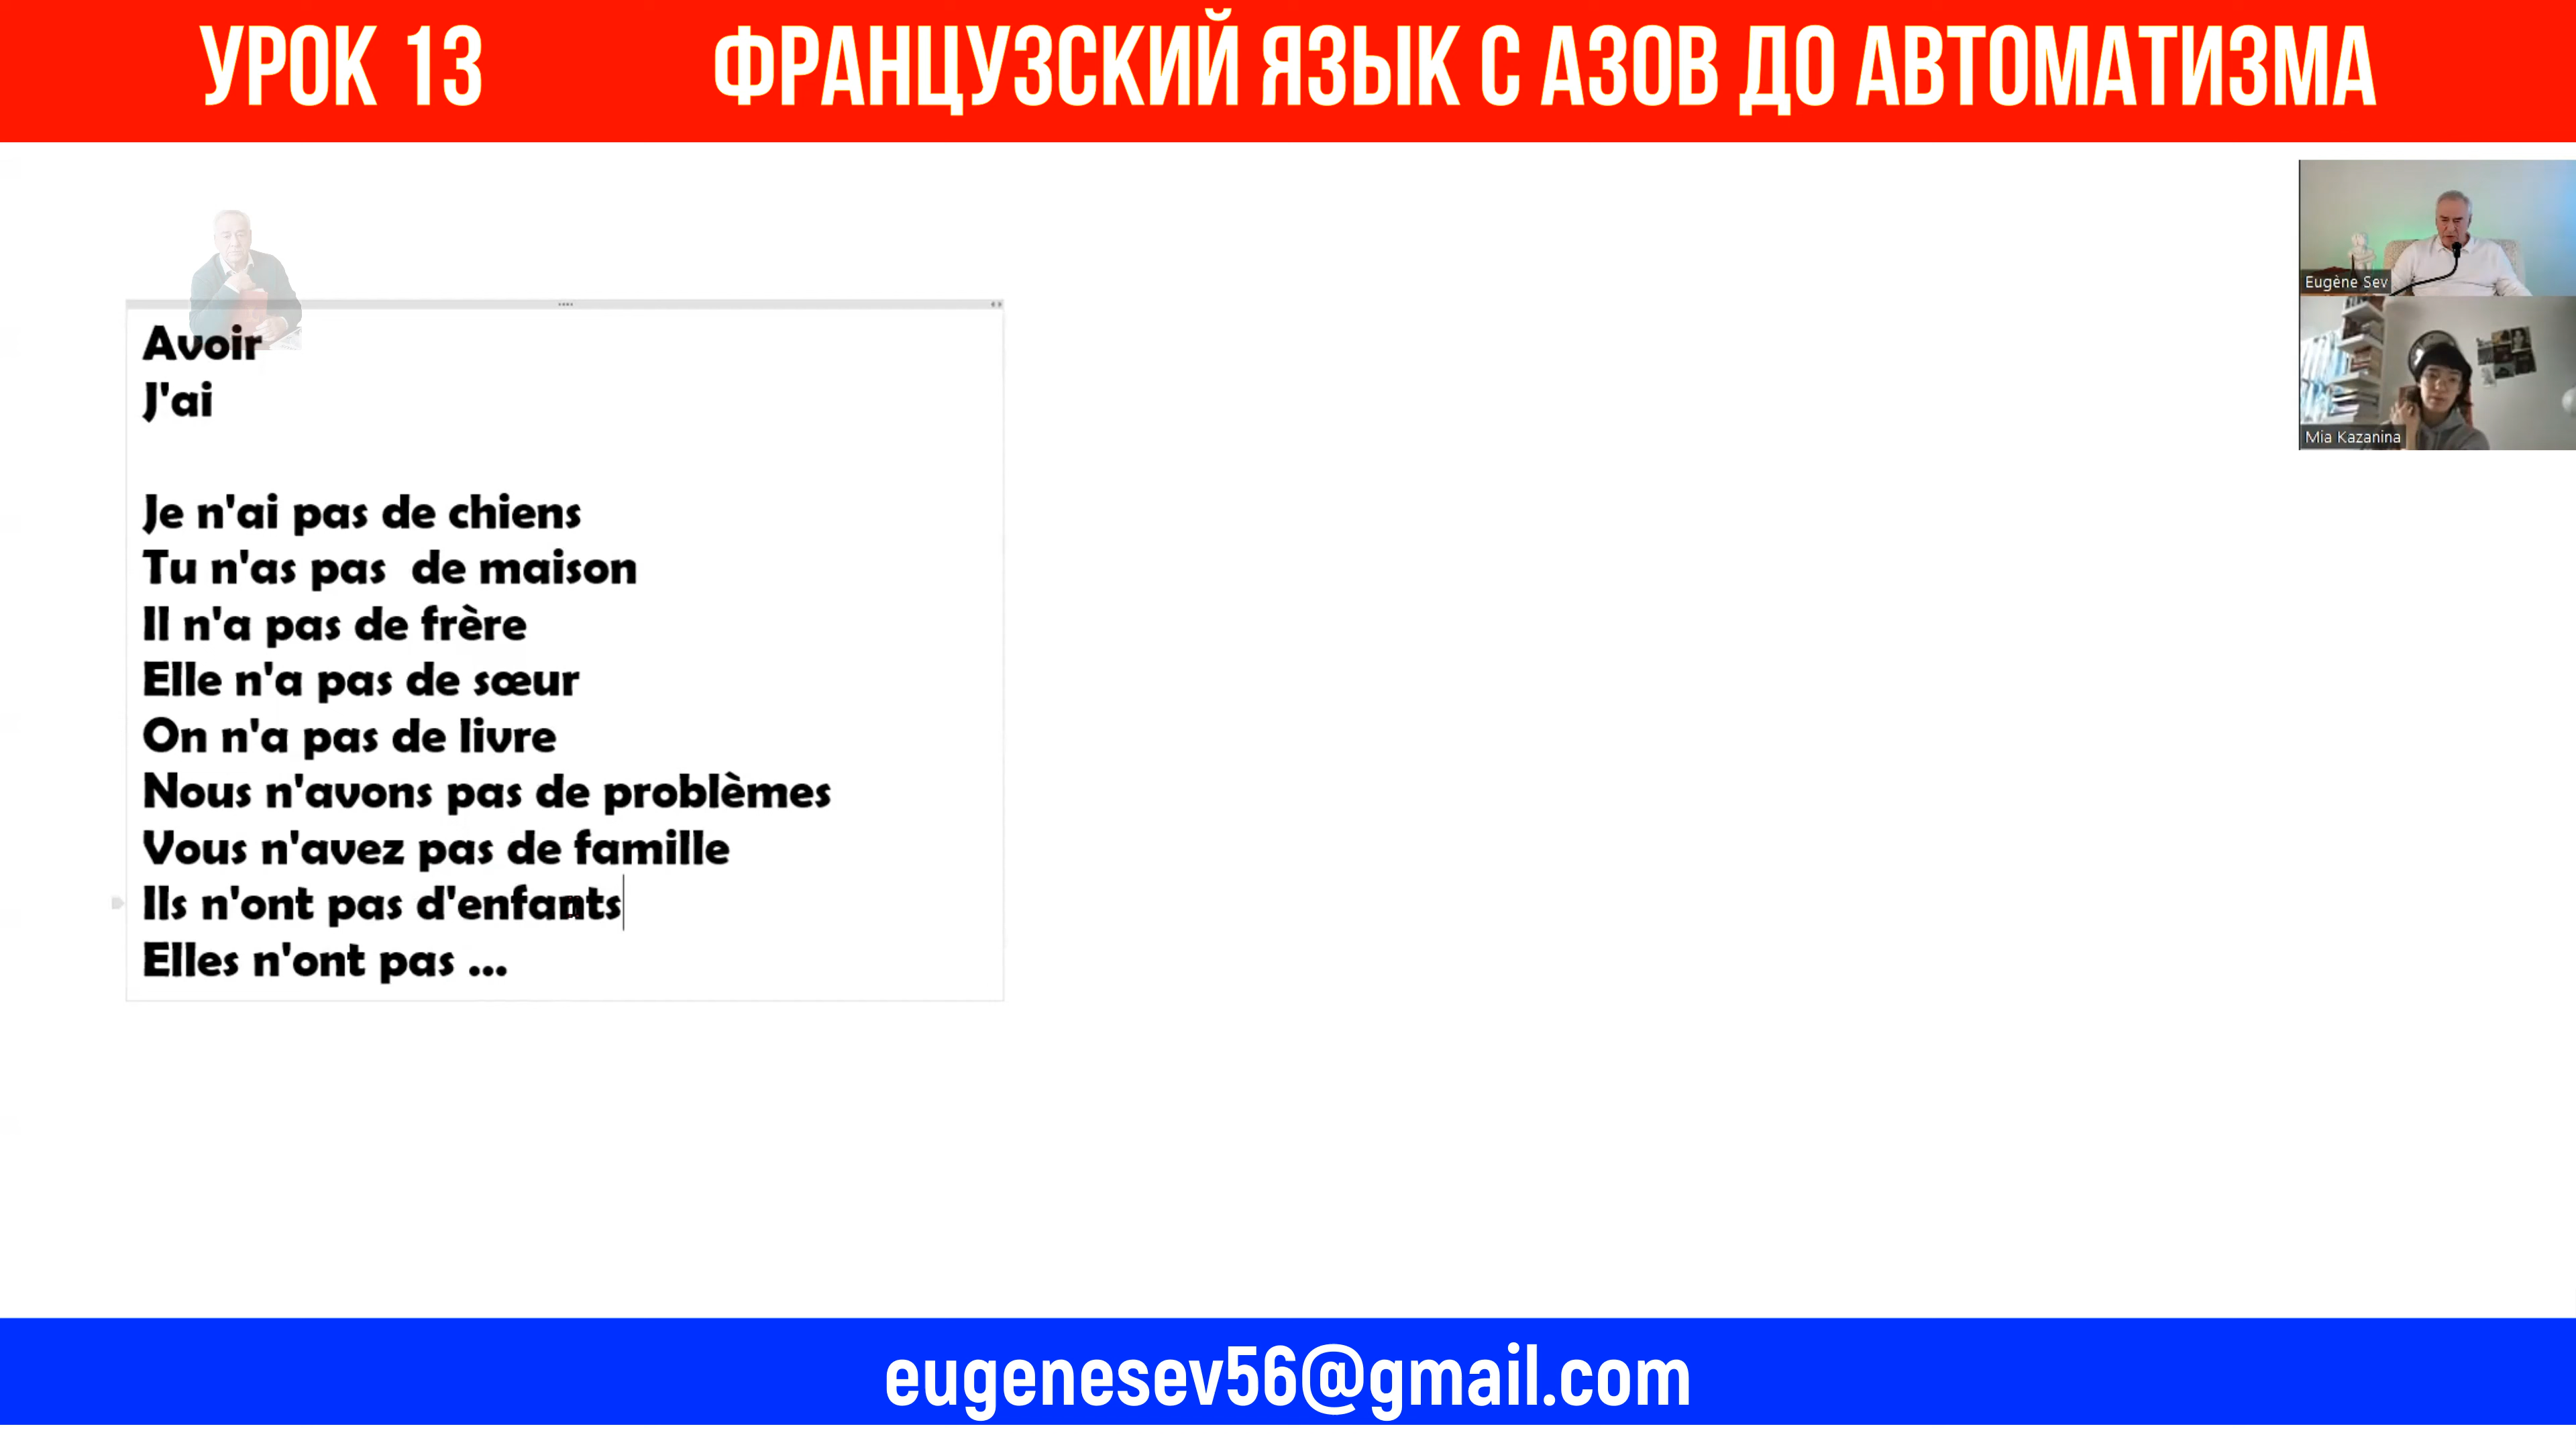 УРОК 13 ФРАНЦУЗСКИЙ ЯЗЫК С АЗОВ ДО АВТОМАТИЗМА
Eugène Sev
Mia Kazanina
Avoir
J'ai
Je n'ai pas de chiens
Tu n'as pas de maison
Il n'a pas de frère
Elle n'a pas de sœur
On n'a pas de livre
Nous n'avons pas de problèmes
Vous n'avez pas de famille
Ils n'ont pas d'enfants
Elles n'ont pas ...
eugenesev56@gmail.com